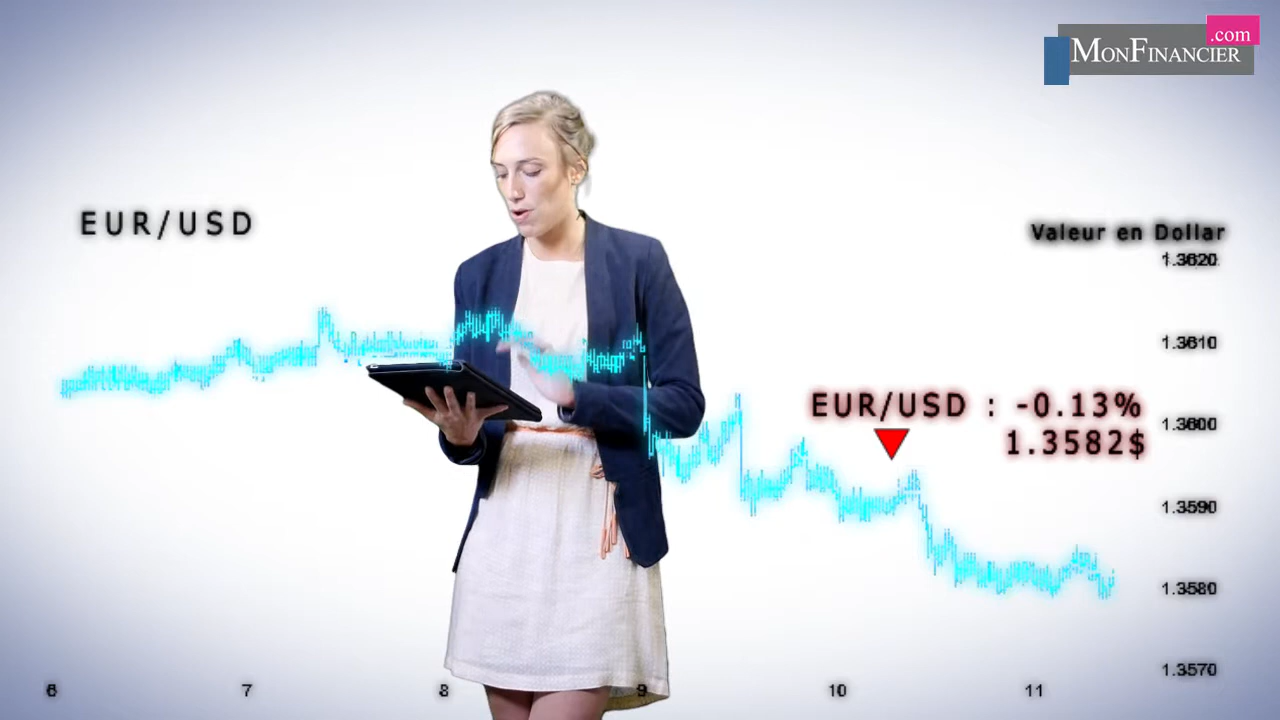 .com
MONFINANCIER
EUR/USD
Valeur en Dollar
1.3620
1.3610
EUR/USD : -0.13%
1.3600
1.3582$
1.3590
1.3580
1.3570
6 7 8 9 10 11